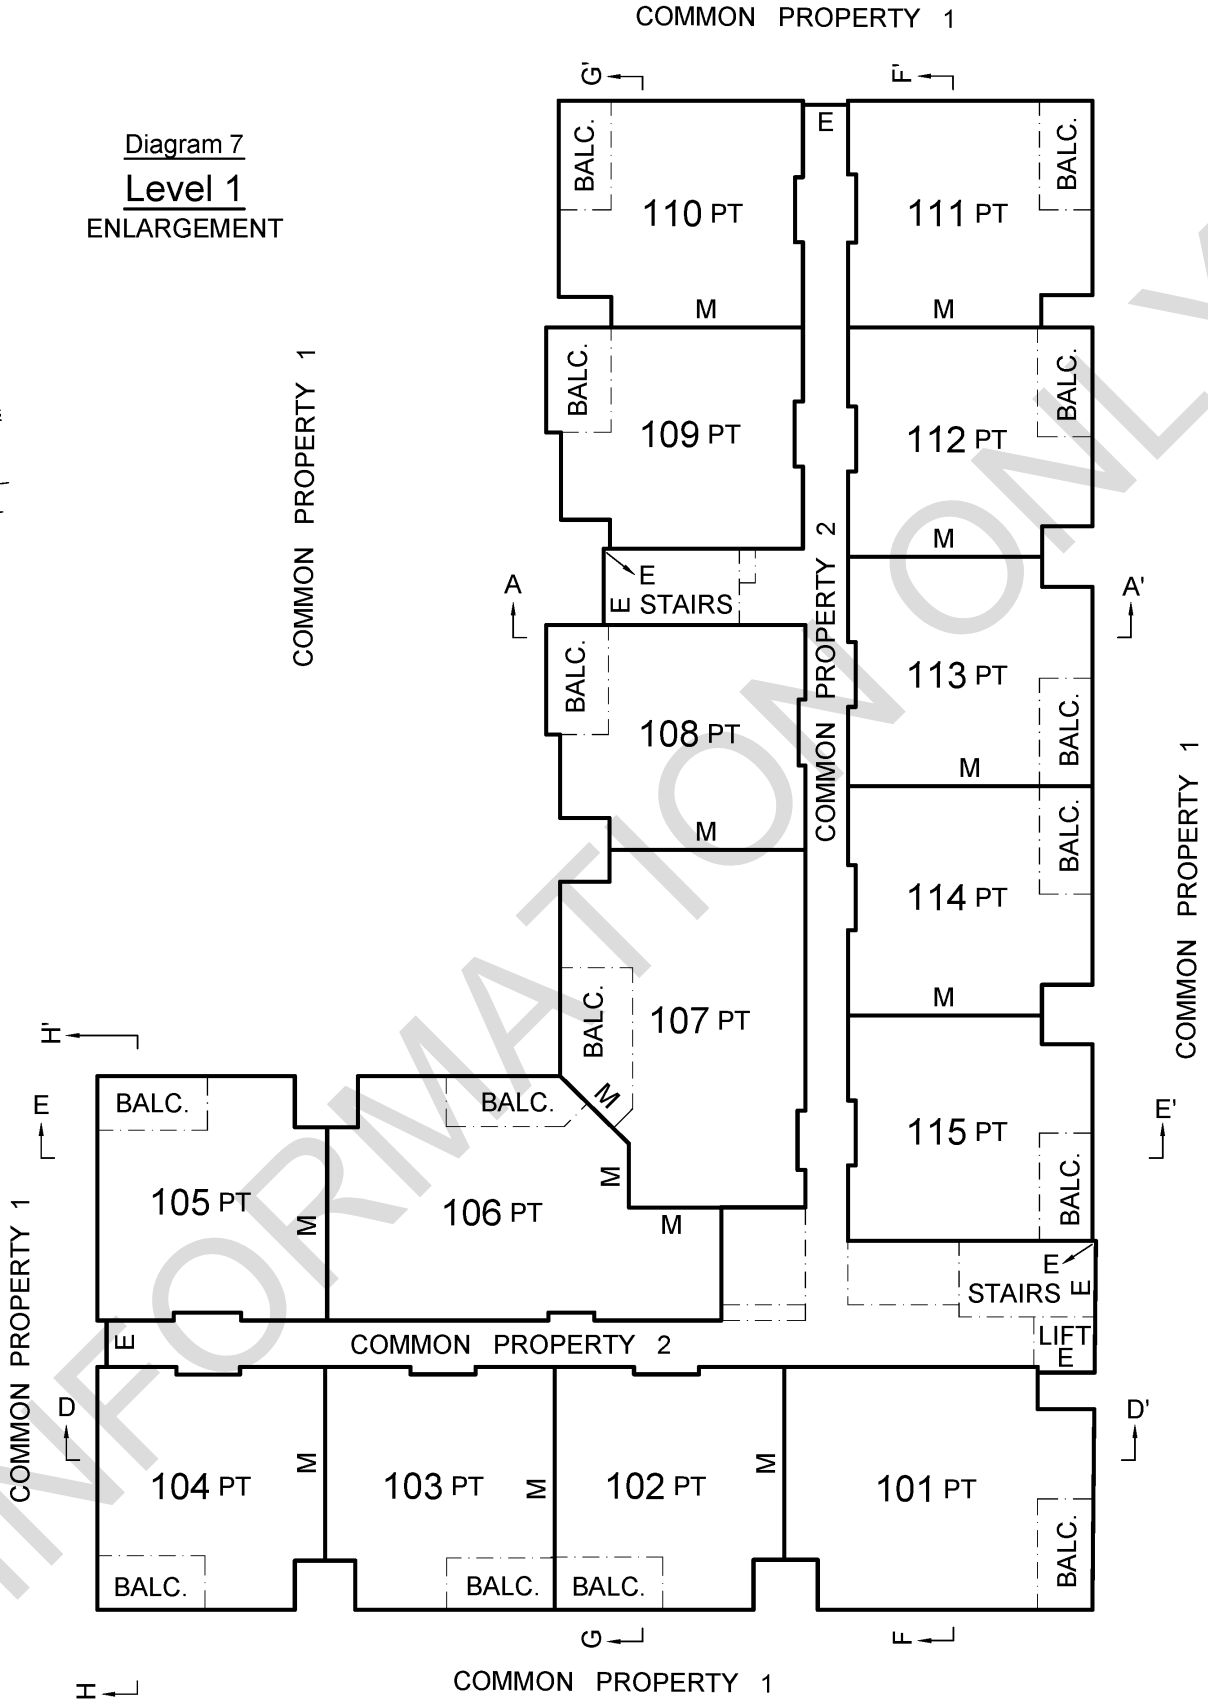 COMMON PROPERTY 1
G'
F'
Diagram 7
Level 1
ENLARGEMENT
BALC.
E
BALC.
110 PT
111 PT
M
M
COMMON PROPERTY 1
BALC.
BALC.
109 PT
112 PT
M
E
E
STAIRS
A
A'
COMMON PROPERTY 2
BALC.
113 PT
108 PT
BALC.
M
M
BALC.
COMMON PROPERTY 1
114 PT
M
BALC.
107 PT
H'
E
BALC.
BALC.
M
E'
115 PT
BALC.
M
105 PT
106 PT
M
M
COMMON PROPERTY 1
E
STAIRS
E
E
COMMON PROPERTY 2
LIFT
E
D
D'
104 PT
M
103 PT
M
102 PT
M
101 PT
BALC.
BALC.
BALC.
BALC.
G
F
COMMON PROPERTY 1
H
INFORMATION ONLY